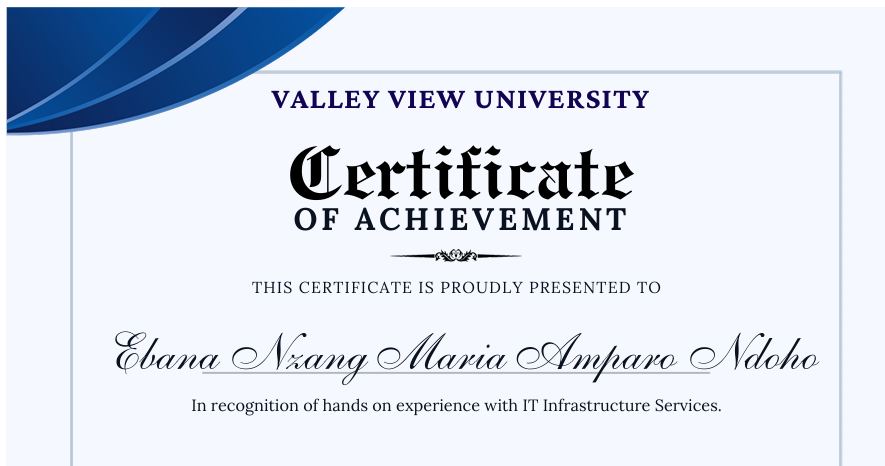 VALLEY VIEW UNIVERSITY
Certificate
OF ACHIEVEMENT
THIS CERTIFICATE IS PROUDLY PRESENTED TO
Ebana Nzang Maria Amparo Ndoho
In recognition of hands on experience with IT Infrastructure Services.